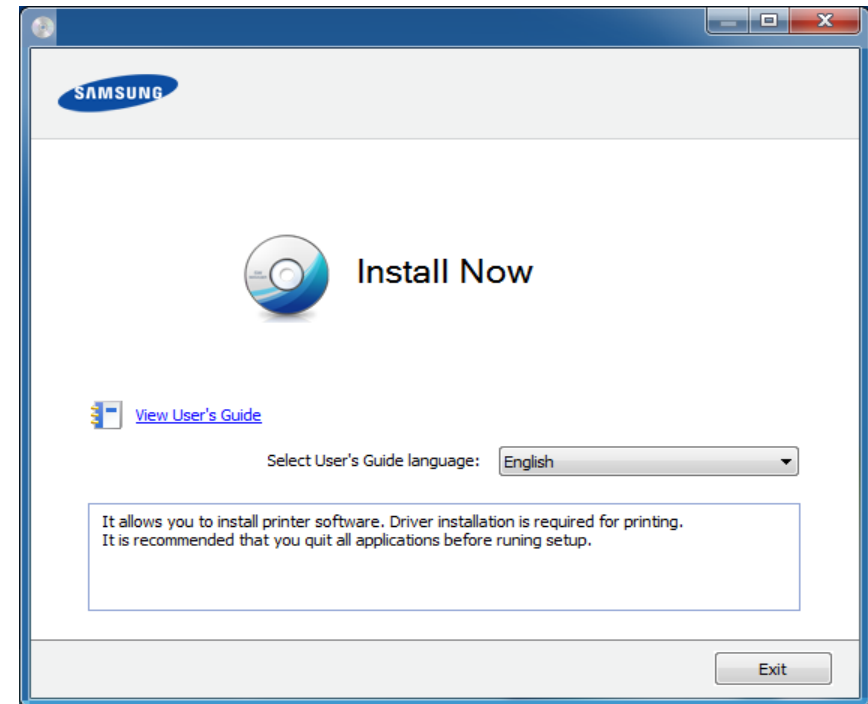 SAMSUNG
Install Now
View User's Guide
Select User's Guide language: English
It allows you to install printer software. Driver installation is required for printing.
It is recommended that you quit all applications before runing setup.
Exit